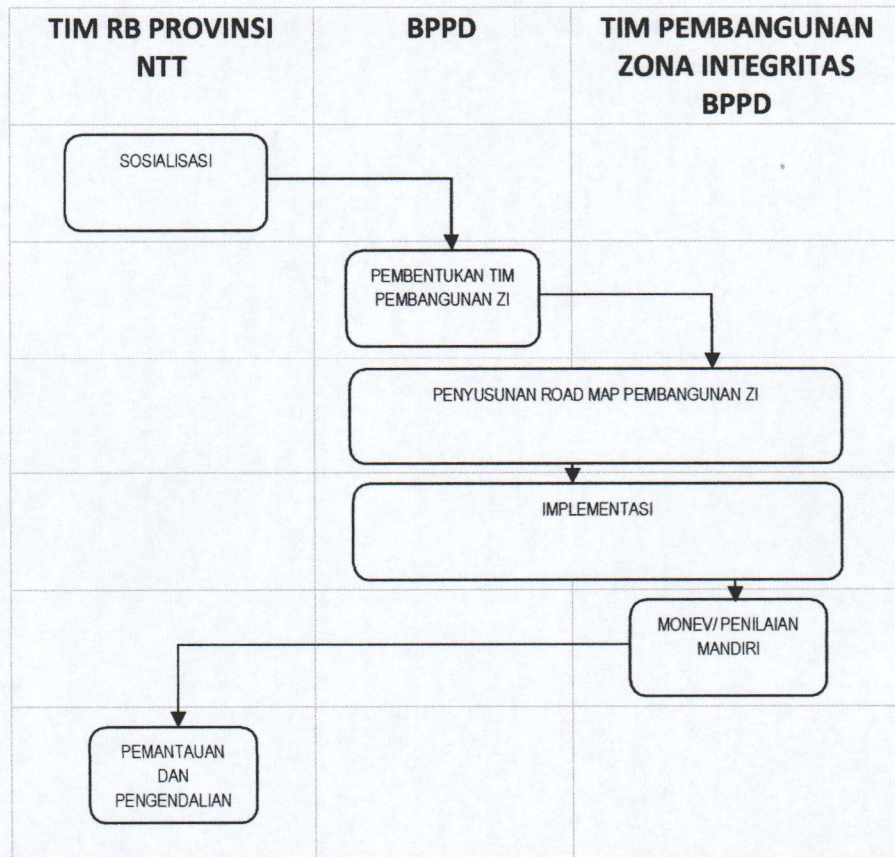 TIM RB PROVINSI
NTT
BPPD
TIM PEMBANGUNAN
ZONA INTEGRITAS
BPPD
SOSIALISASI
PEMBENTUKAN TIM
PEMBANGUNAN ZI
PENYUSUNAN ROAD MAP PEMBANGUNAN ZI
IMPLEMENTASI
MONEV/ PENILAIAN
MANDIRI
PEMANTAUAN
DAN
PENGENDALIAN